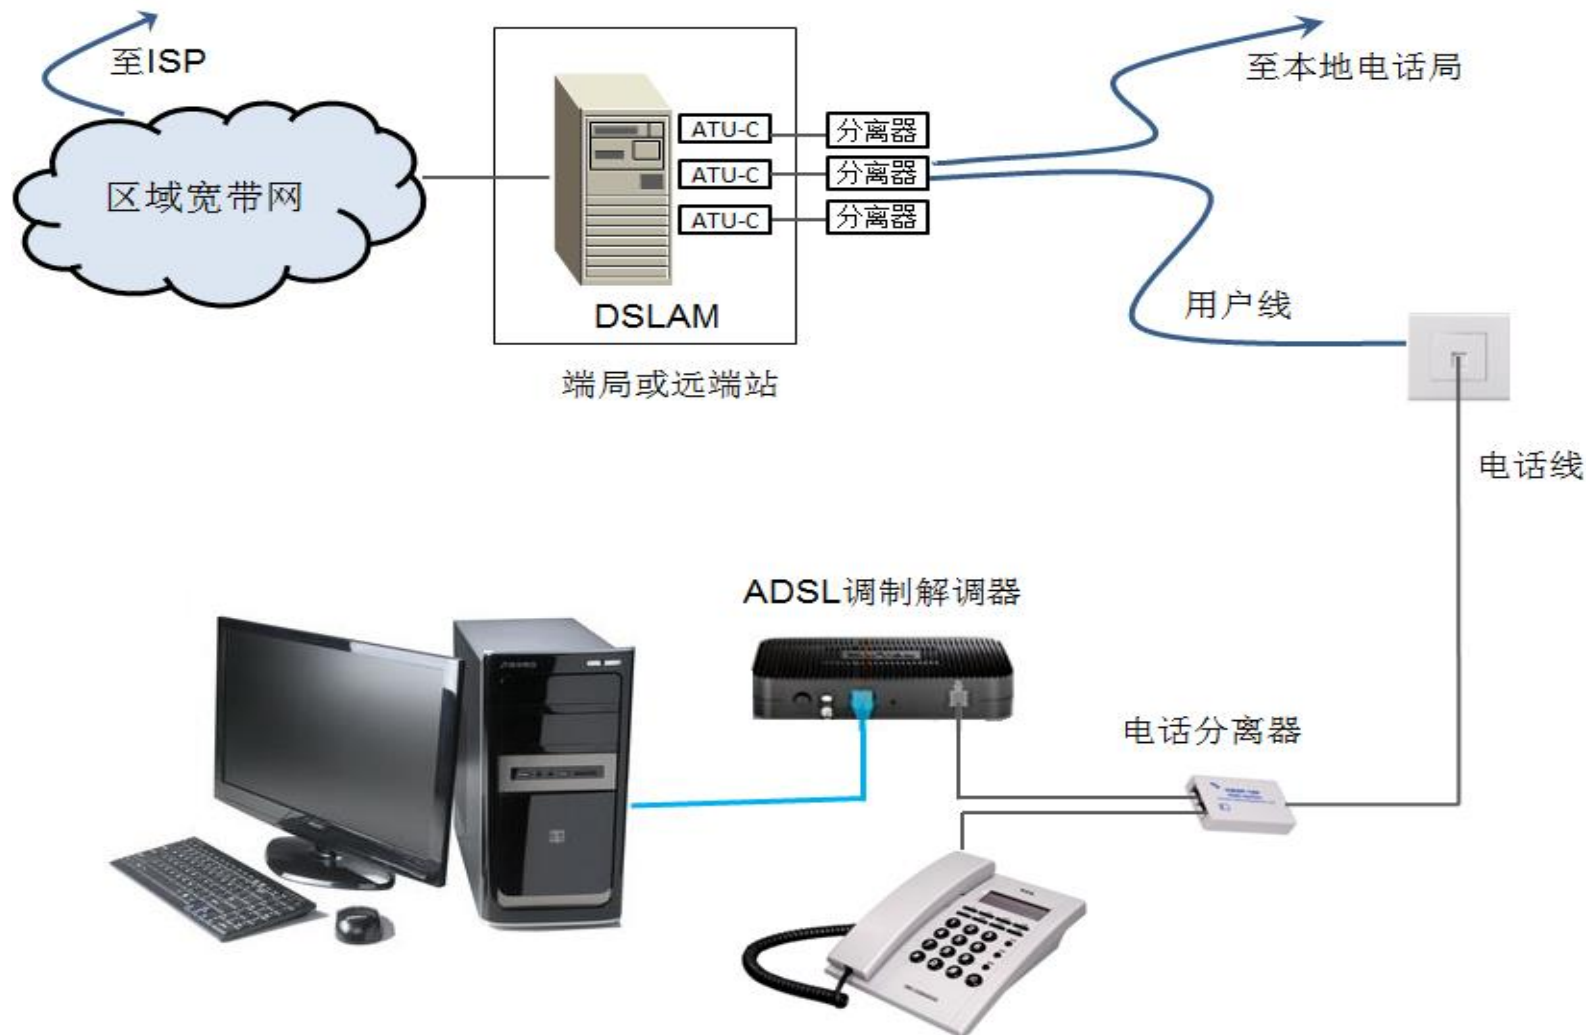 至ISP
至本地电话局
ATU-C
分离器
ATU-C
分离器
区域宽带网
ATU-C
分离器
DSLAM
用户线
端局或远端站
电话线
ADSL调制解调器
电话分离器